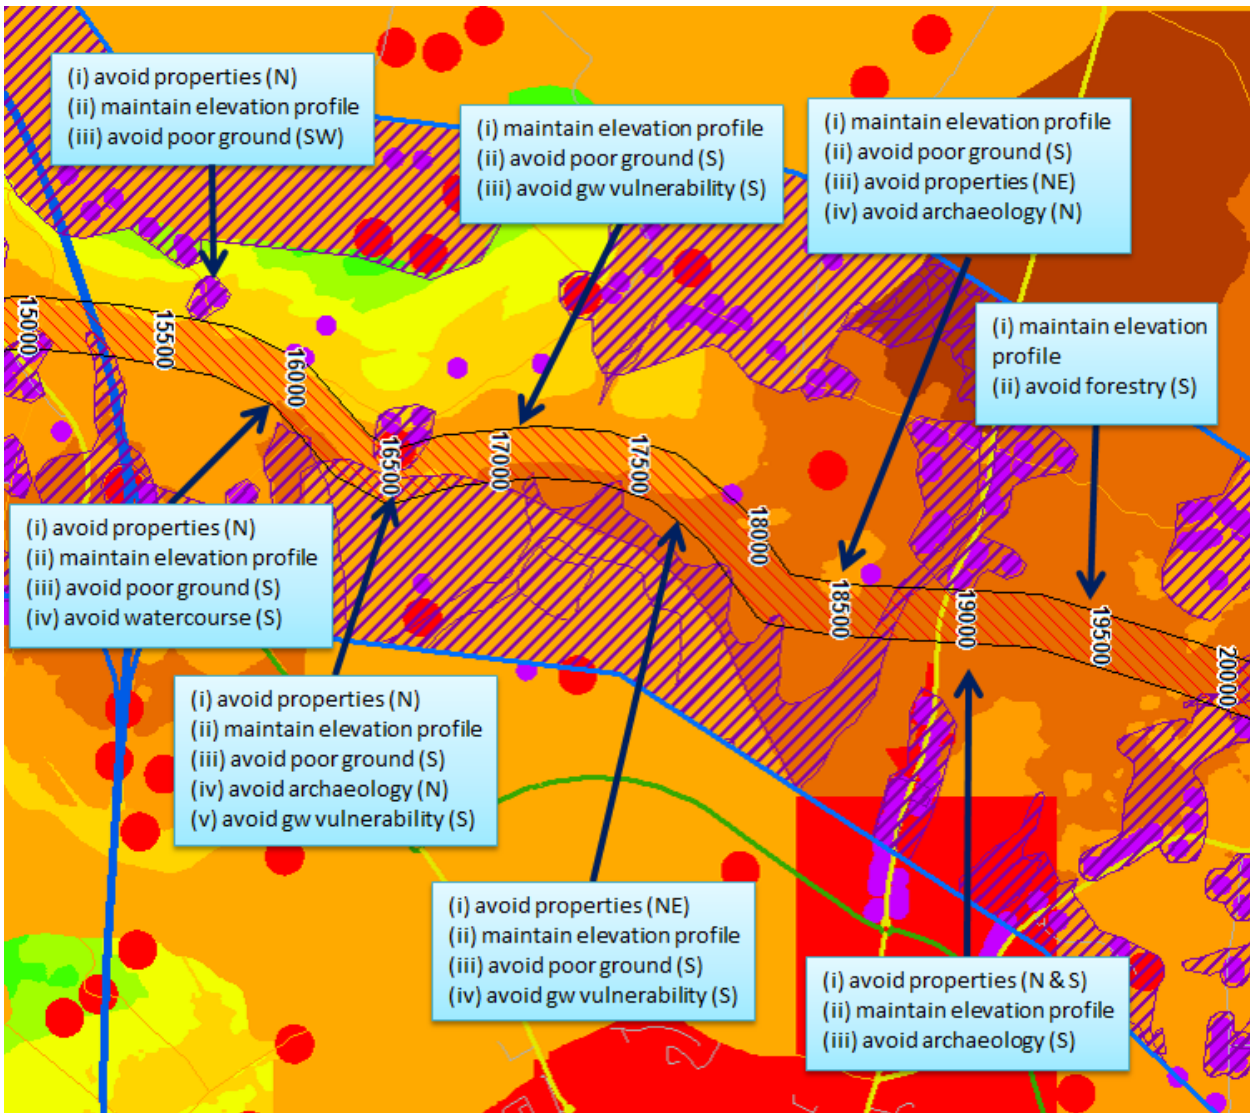 (i) avoid properties (N)
(ii) maintain elevation profile
(iii) avoid poor ground (SW)
(i) maintain elevation profile
(ii) avoid poor ground (S)
(iii) avoid gw vulnerability (S)
(i) maintain elevation profile
(ii) avoid poor ground (S)
(iii) avoid properties (NE)
(iv) avoid archaeology (N)
(i) maintain elevation
profile
(ii) avoid forestry (S)
15000
15500
16000
16500
17000
17500
18000
18500
19000
19500
20000
(i) avoid properties (N)
(ii) maintain elevation profile
(iii) avoid poor ground (S)
(iv) avoid watercourse (S)
(i) avoid properties (N)
(ii) maintain elevation profile
(iii) avoid poor ground (S)
(iv) avoid archaeology (N)
(v) avoid gw vulnerability (S)
(i) avoid properties (NE)
(ii) maintain elevation profile
(iii) avoid poor ground (S)
(iv) avoid gw vulnerability (S)
(i) avoid properties (N & S)
(ii) maintain elevation profile
(iii) avoid archaeology (S)